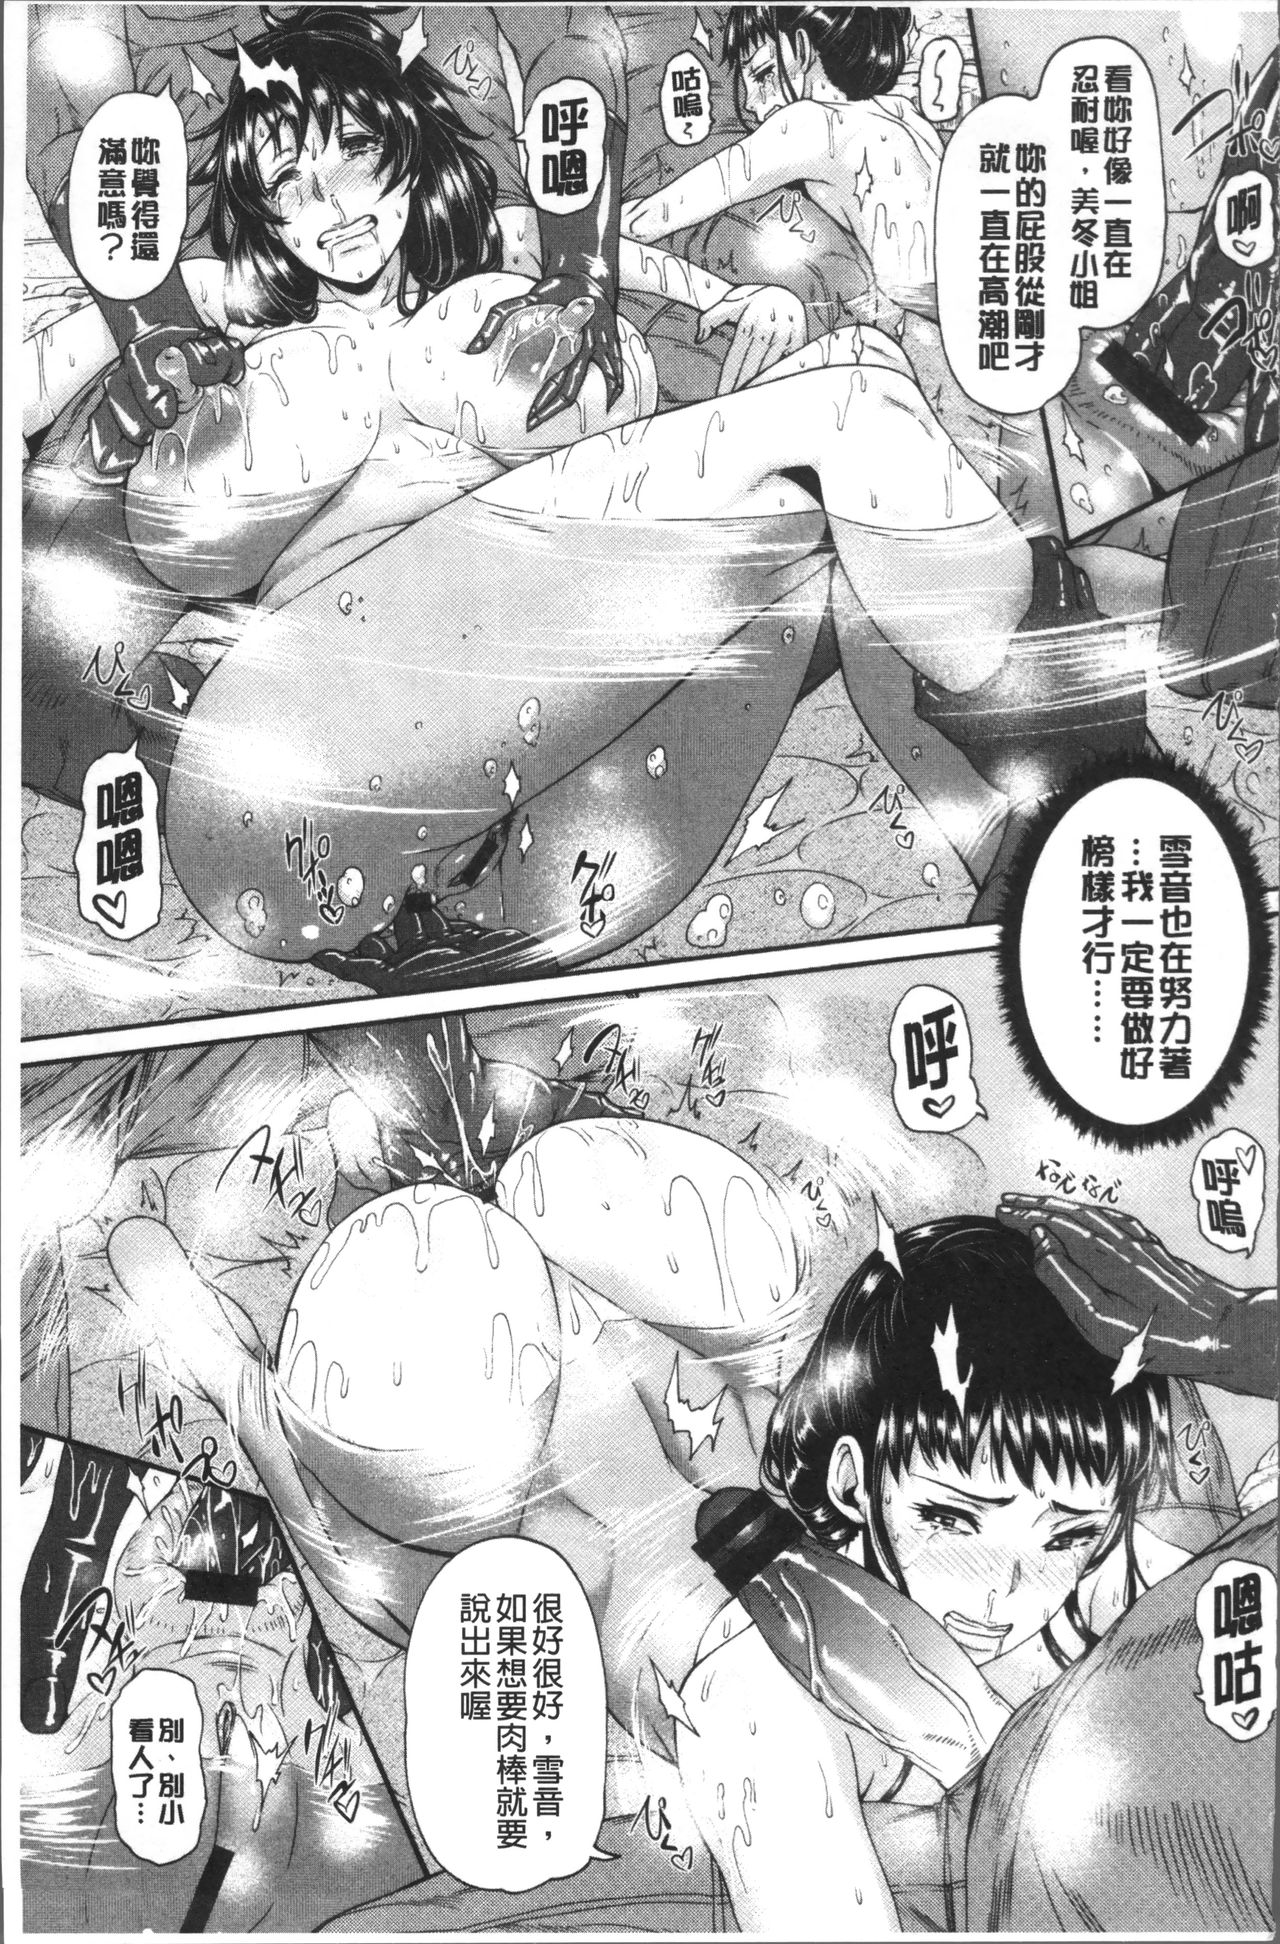 看妳好像一直在
忍耐喔，美冬小姐
妳的屁股從剛才
就一直在高潮吧
啊
咕嗚~
呼嗯
妳覺得還
滿意嗎？
嗯嗯
雪音也在努力著
…我一定要做好
榜樣才行……
呼
呼嗚
なんなん
嗯咕
很好很好，雪音，
如果想要肉棒就要
說出來喔
別、別小
看人了…